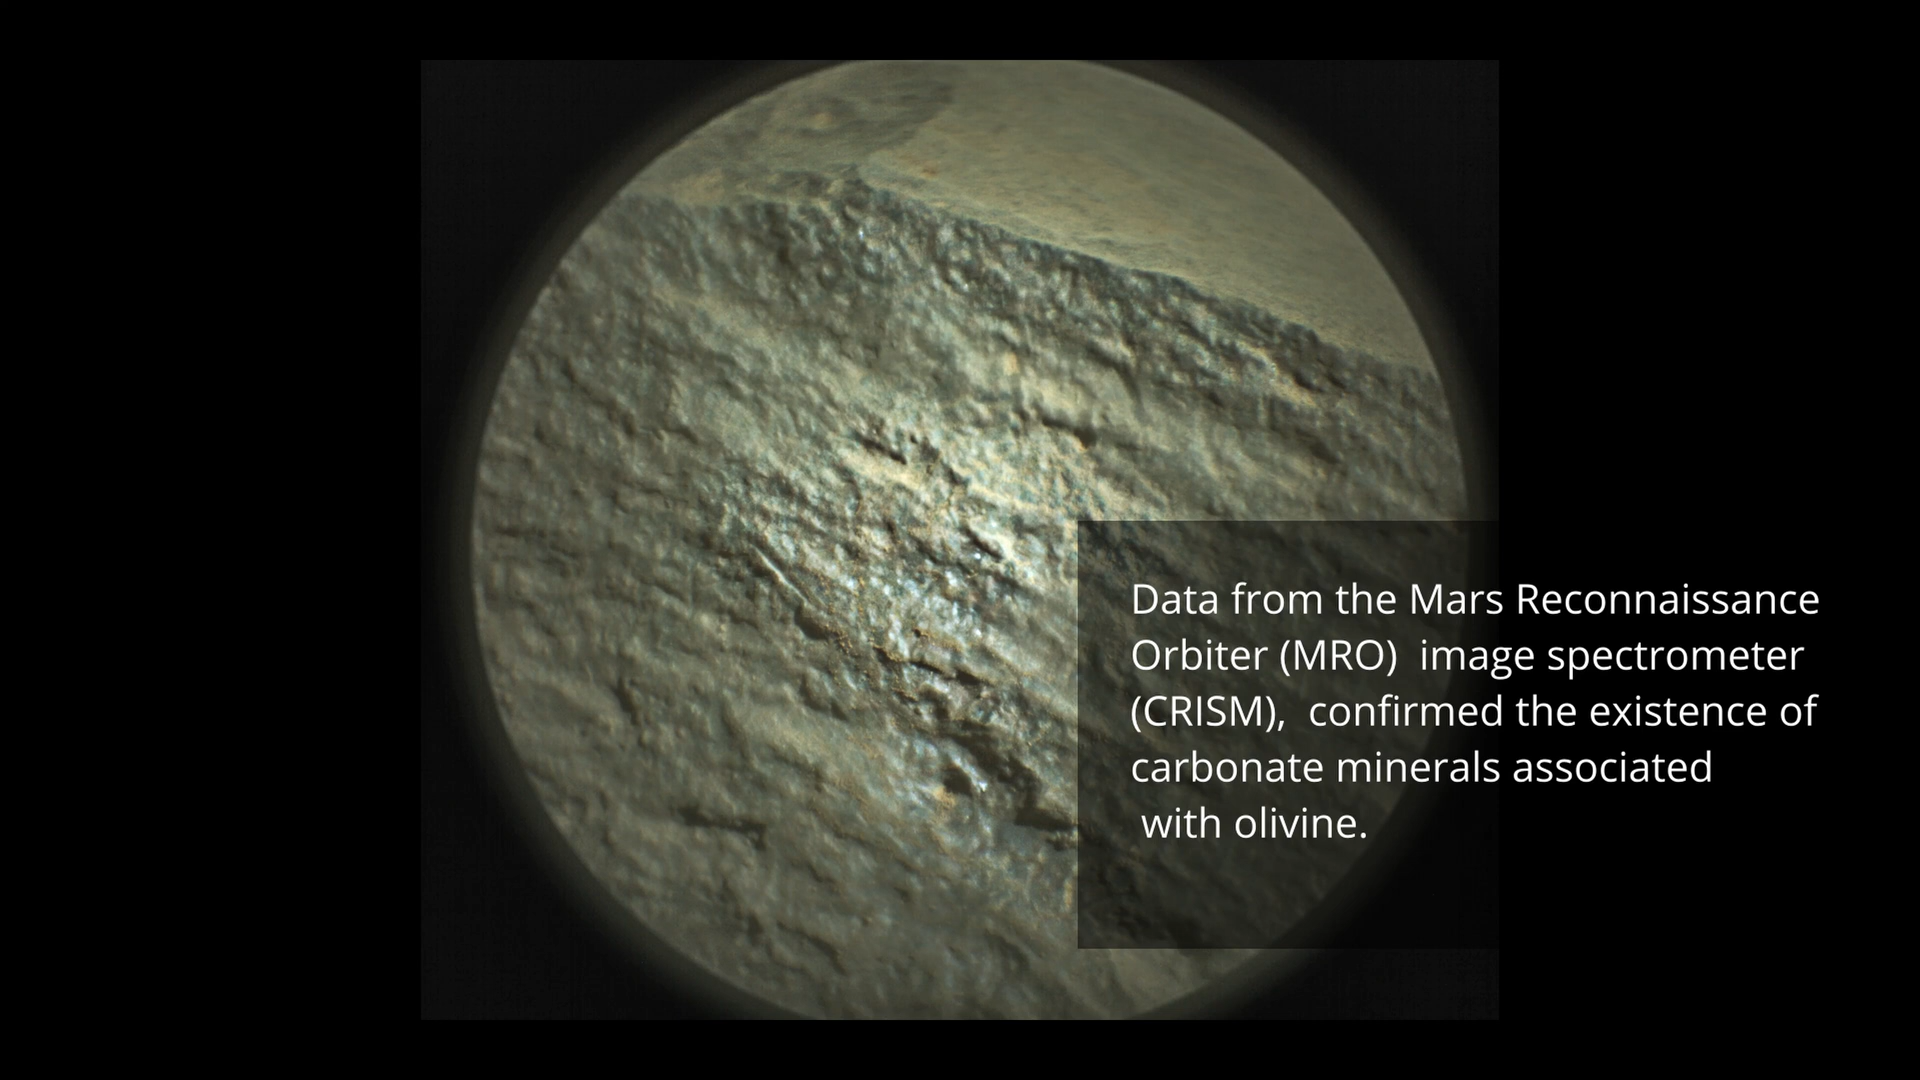 Data from the Mars Reconnaissance
Orbiter (MRO)  image spectrometer
(CRISM),  confirmed the existence of
carbonate minerals associated
with olivine.